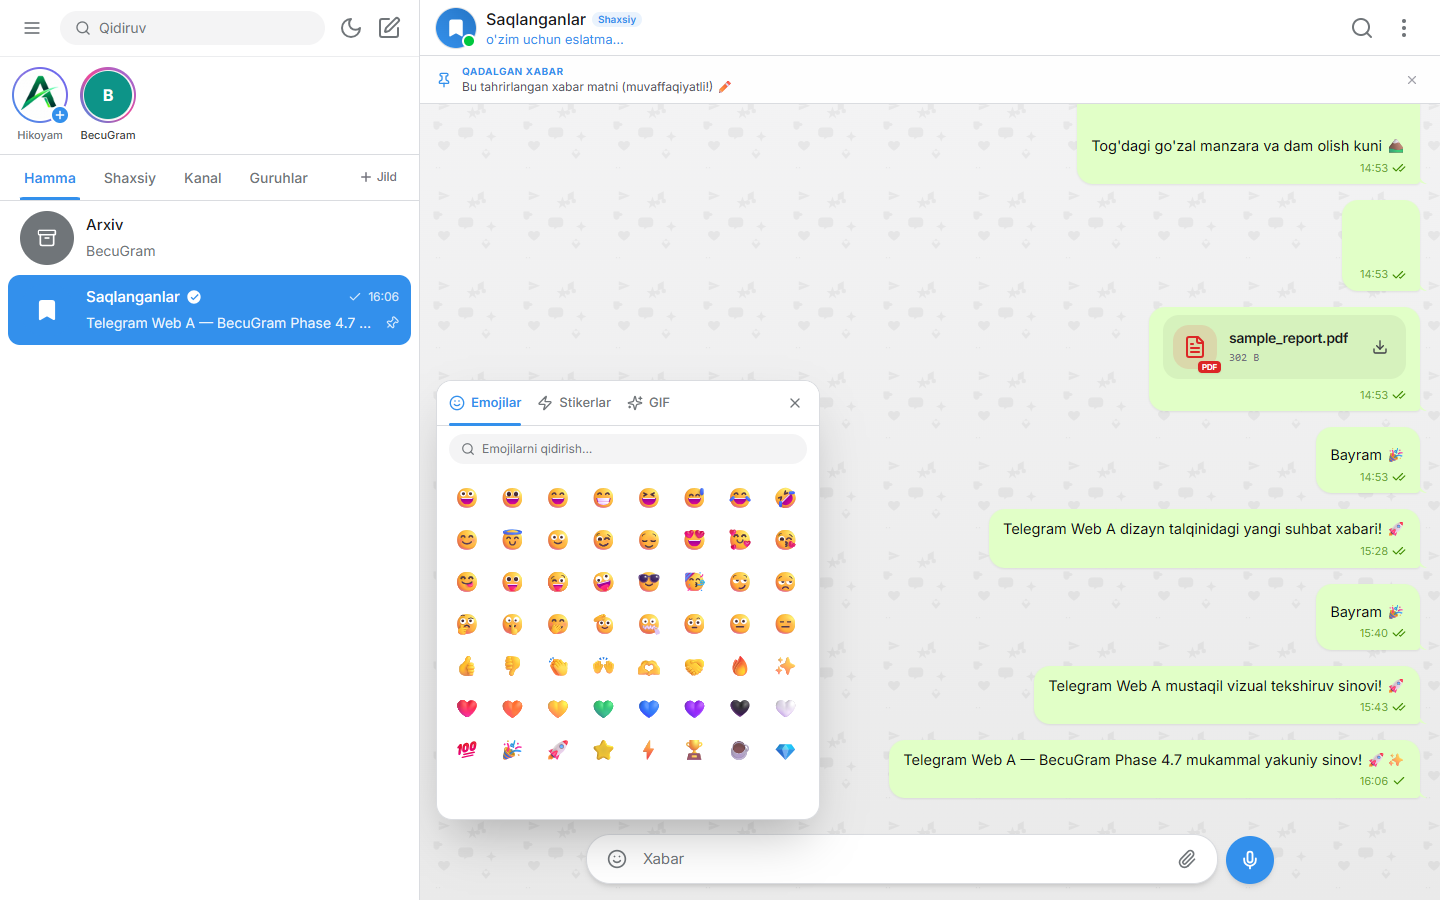 Qidiruv
Hikoyam
B
BecuGram
Hamma
Shaxsiy
Kanal
Guruhlar
+ Jild
Arxiv
BecuGram
Saqlanganlar
16:06
Telegram Web A — BecuGram Phase 4.7 ...
Saqlanganlar
Shaxsiy
o'zim uchun eslatma...
QADALGAN XABAR
Bu tahrirlangan xabar matni (muvaffaqiyatli!) 🖍️
Tog'dagi go'zal manzara va dam olish kuni ⛰️
14:53
14:53
sample_report.pdf
302 B
PDF
14:53
Bayram 🎉
14:53
Telegram Web A dizayn talqinidagi yangi suhbat xabari! 🚀
15:28
Bayram 🎉
15:40
Telegram Web A mustaqil vizual tekshiruv sinovi! 🚀
15:43
Telegram Web A — BecuGram Phase 4.7 mukammal yakuniy sinov! 🚀 ✨
16:06
Emojilar
Stikerlar
GIF
Emojilarni qidirish...
💯
Xabar